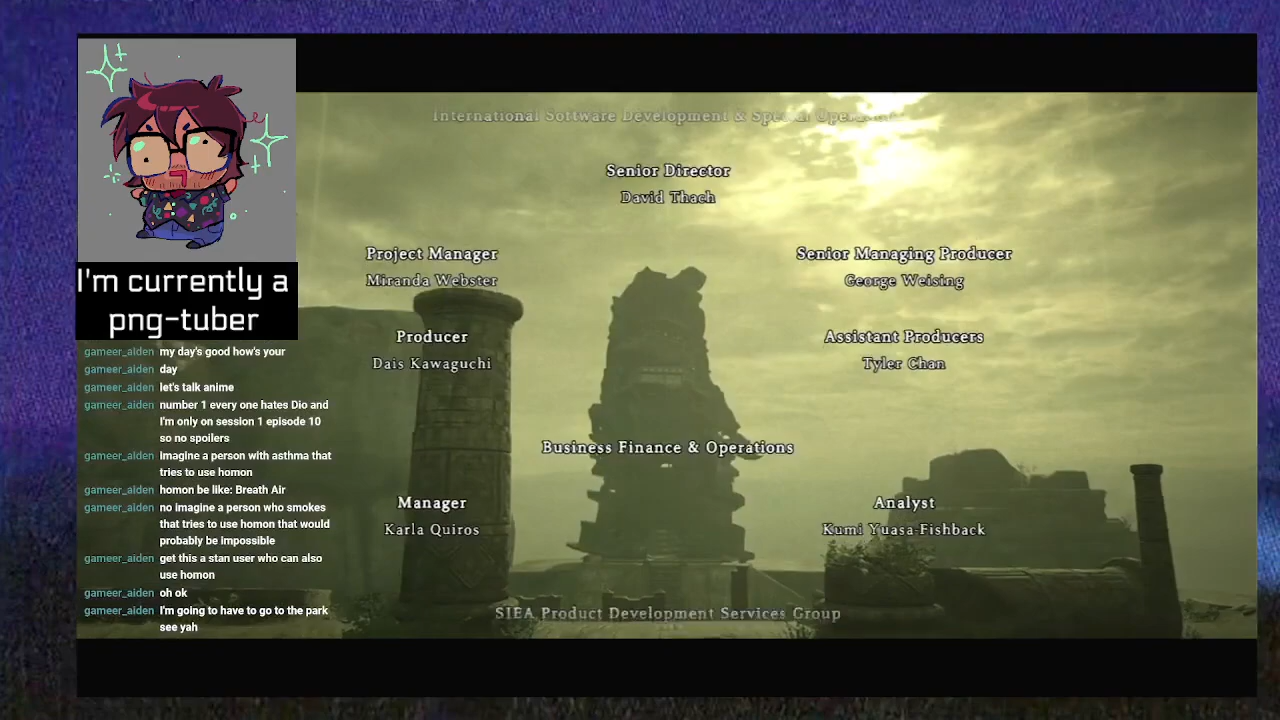 International Software Development & Special Operations
Senior Director
David Thach
Project Manager
Senior Managing Producer
Miranda Webster
George Weising
Producer
Assistant Producers
Dais Kawaguchi
Tyler Chan
Business Finance & Operations
Manager
Analyst
Karla Quiros
Kumi Yuasa-Fishback
SIEA Product Development Services Group
I'm currently a
png-tuber
gameer_aiden my day's good how's your
gameer_aiden day
gameer_aiden let's talk anime
gameer_aiden number 1 every one hates Dio and
I'm only on session 1 episode 10
so no spoilers
gameer_aiden Imagine a person with asthma that
tries to use homon
gameer_aiden homon be like: Breath Air
gameer_aiden no imagine a person who smokes
that tries to use homon that would
probably be impossible
gameer_aiden get this a stan user who can also
use homon
gameer_aiden oh ok
gameer_aiden I'm going to have to go to the park
see yah